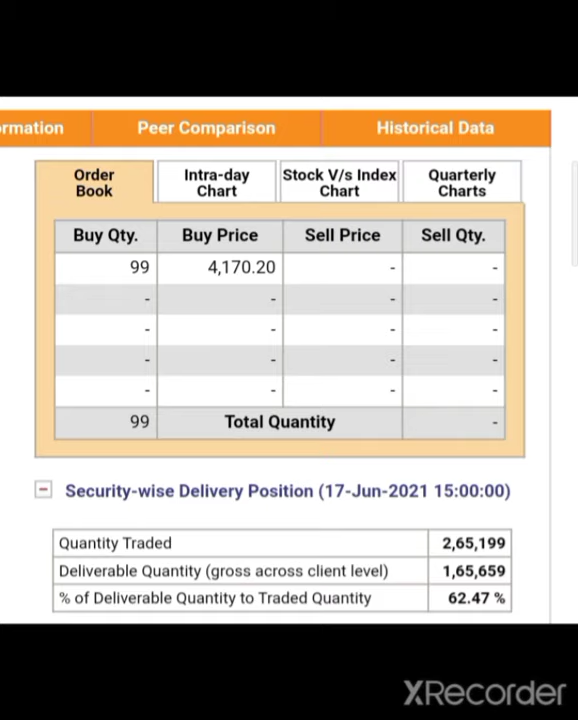 rmation Peer Comparison Historical Data
Order Book Intra-day Chart Stock V/s Index Chart Quarterly Charts
Buy Qty. Buy Price Sell Price Sell Qty.
99 4,170.20 - -
- - - -
- - - -
- - - -
- - - -
99 Total Quantity -
Security-wise Delivery Position (17-Jun-2021 15:00:00)
Quantity Traded 2,65,199
Deliverable Quantity (gross across client level) 1,65,659
% of Deliverable Quantity to Traded Quantity 62.47 %
XRecorder